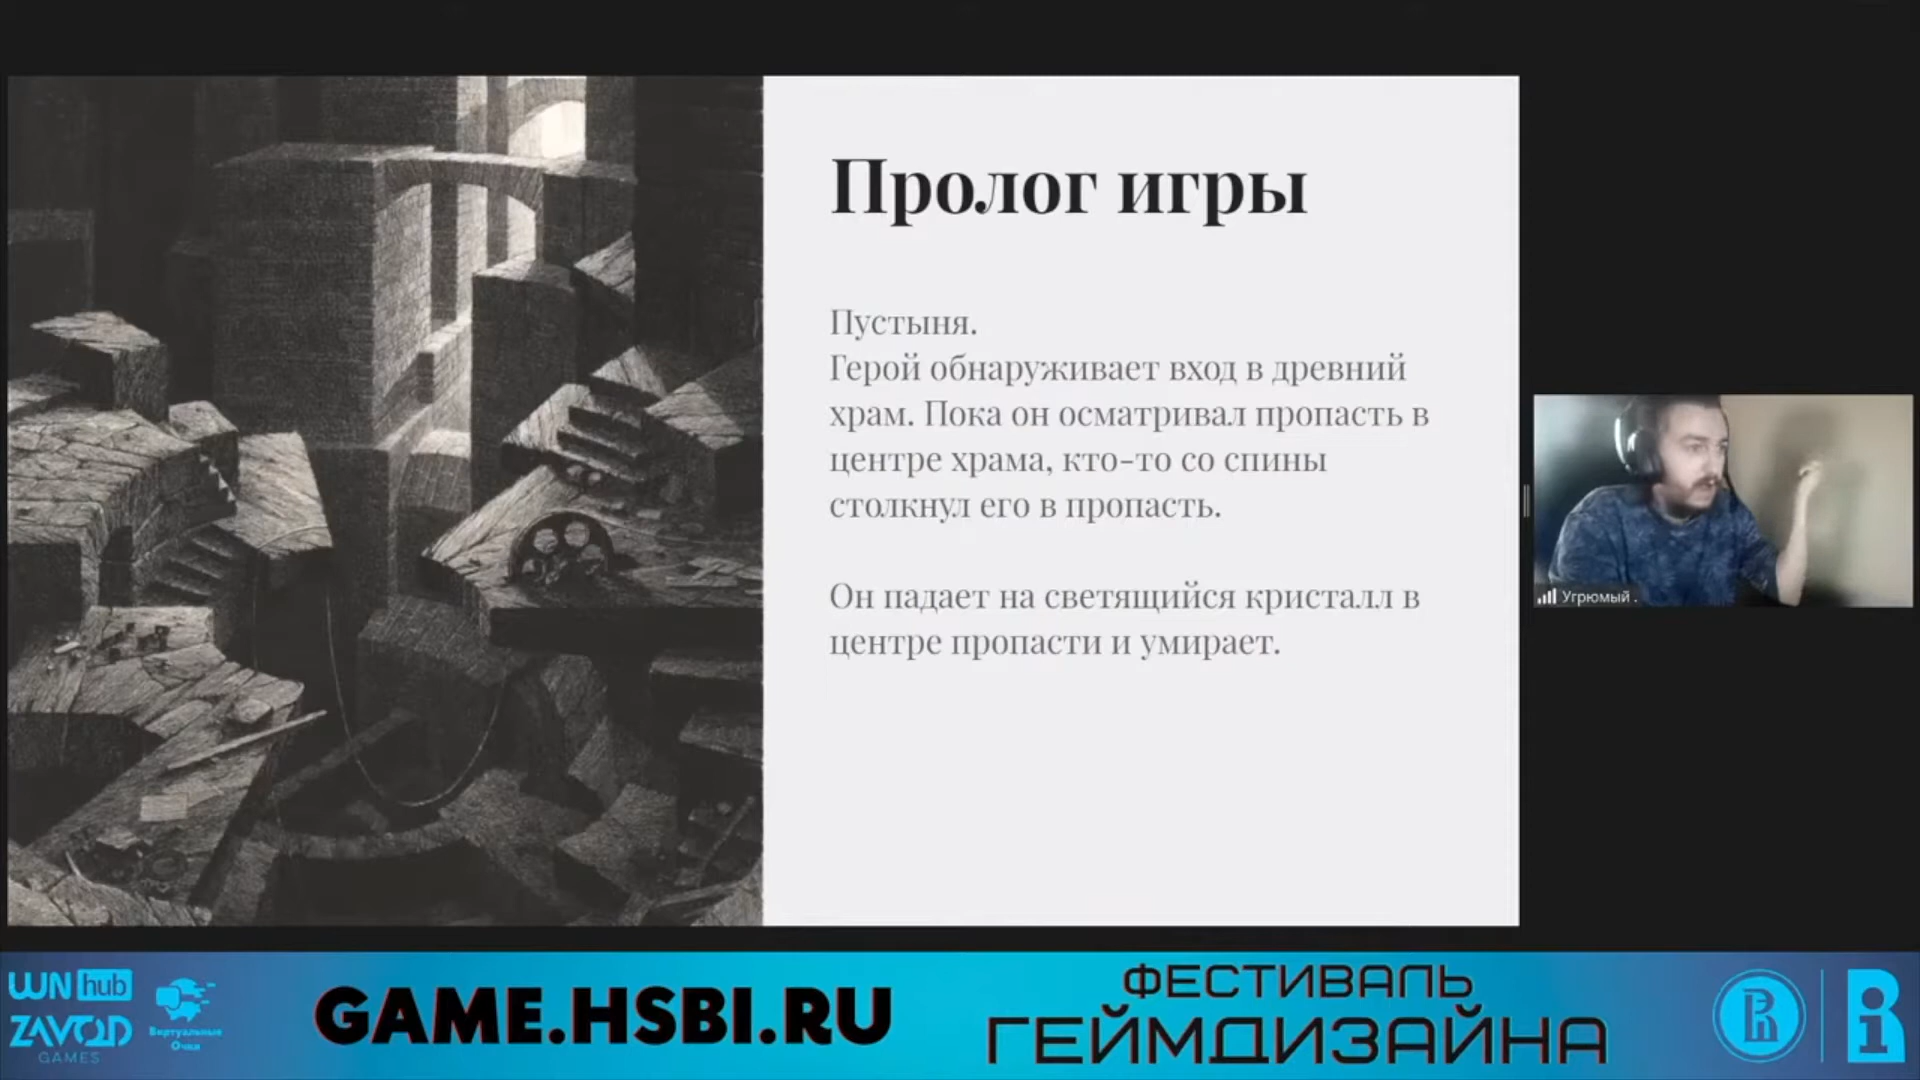 Пролог игры
Пустыня.
Герой обнаруживает вход в древний
храм. Пока он осматривал пропасть в
центре храма, кто-то со спины
столкнул его в пропасть.
Он падает на светящийся кристалл в
центре пропасти и умирает.
Угрюмый .
WN hub
ZAVOD
GAMES
Виртуальные
Очки
GAME.HSBI.RU
ФЕСТИВАЛЬ
ГЕЙМДИЗАЙНА